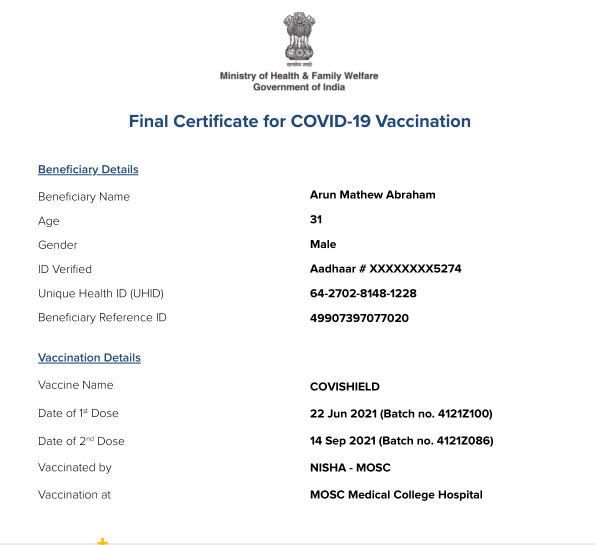 सत्यमेव जयते
Ministry of Health & Family Welfare
Government of India
Final Certificate for COVID-19 Vaccination
Beneficiary Details
Beneficiary Name Arun Mathew Abraham
Age 31
Gender Male
ID Verified Aadhaar # XXXXXXXX5274
Unique Health ID (UHID) 64-2702-8148-1228
Beneficiary Reference ID 49907397077020
Vaccination Details
Vaccine Name COVISHIELD
Date of 1st Dose 22 Jun 2021 (Batch no. 4121Z100)
Date of 2nd Dose 14 Sep 2021 (Batch no. 4121Z086)
Vaccinated by NISHA - MOSC
Vaccination at MOSC Medical College Hospital